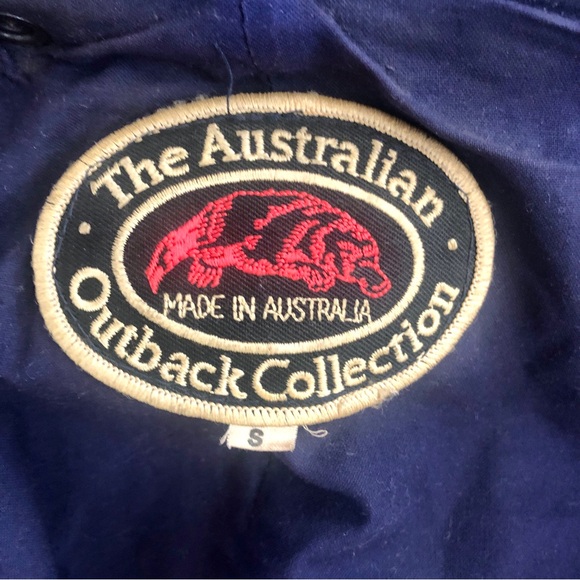 The Australian
MADE IN AUSTRALIA
Outback Collection
S